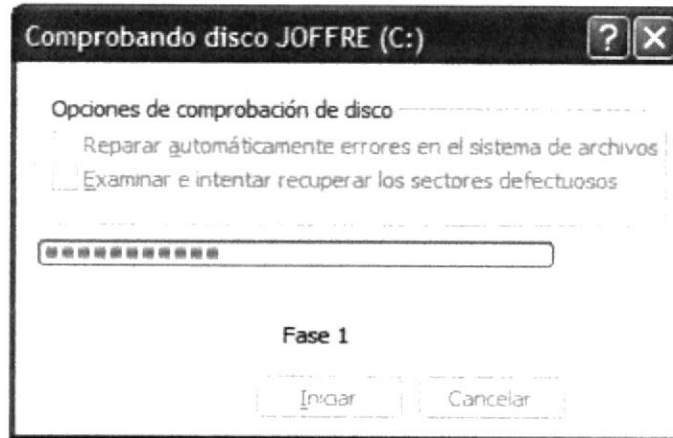 Comprobando disco JOFFRE (C:)
Opciones de comprobación de disco
Reparar automáticamente errores en el sistema de archivos
Examinar e intentar recuperar los sectores defectuosos
Fase 1
Iniciar Cancelar